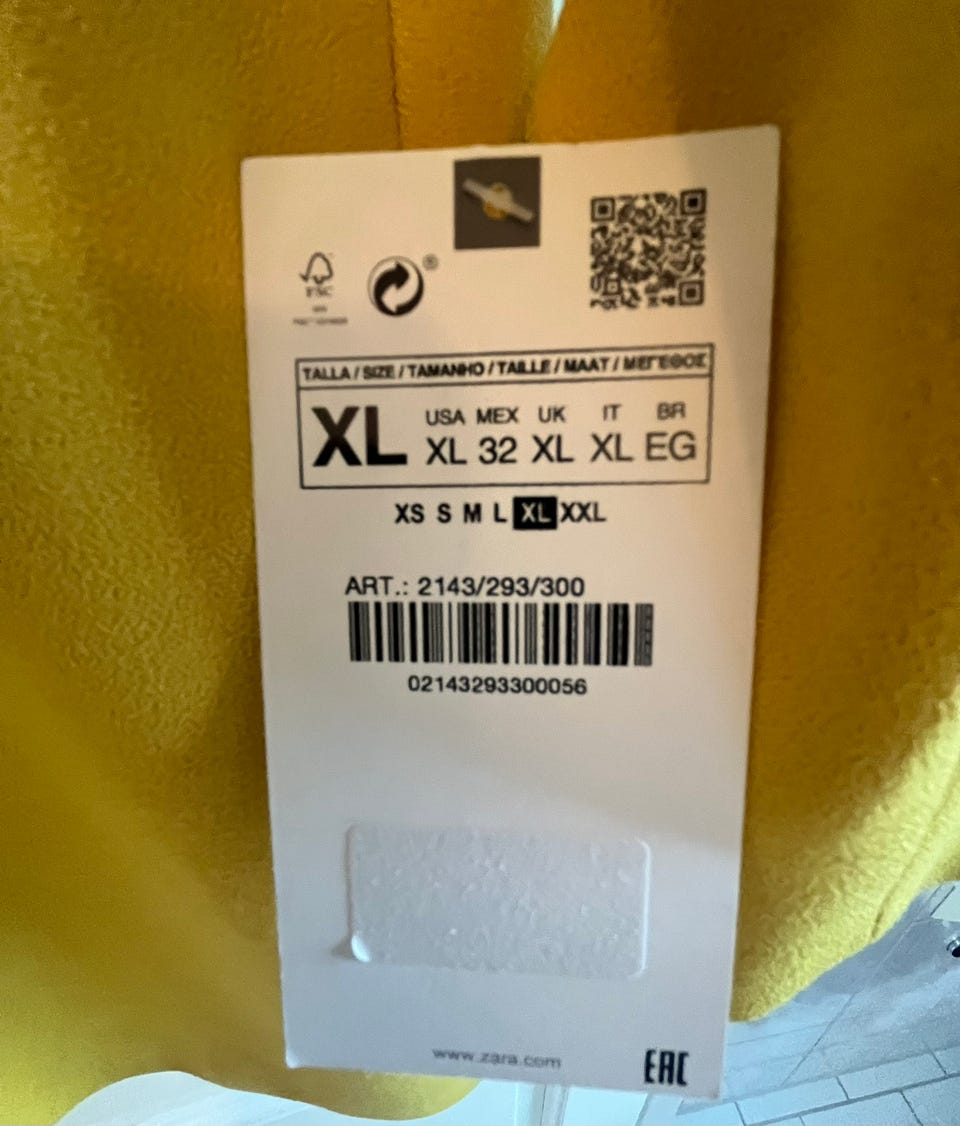 FSC
®
TALLA / SIZE / TAMANHO / TAILLE / MAAT / ΜΕΓΕΘΟΣ
XL
USA MEX UK IT BR
XL 32 XL XL EG
XS S M L XL XXL
ART.: 2143/293/300
02143293300056
www.zara.com
EAC